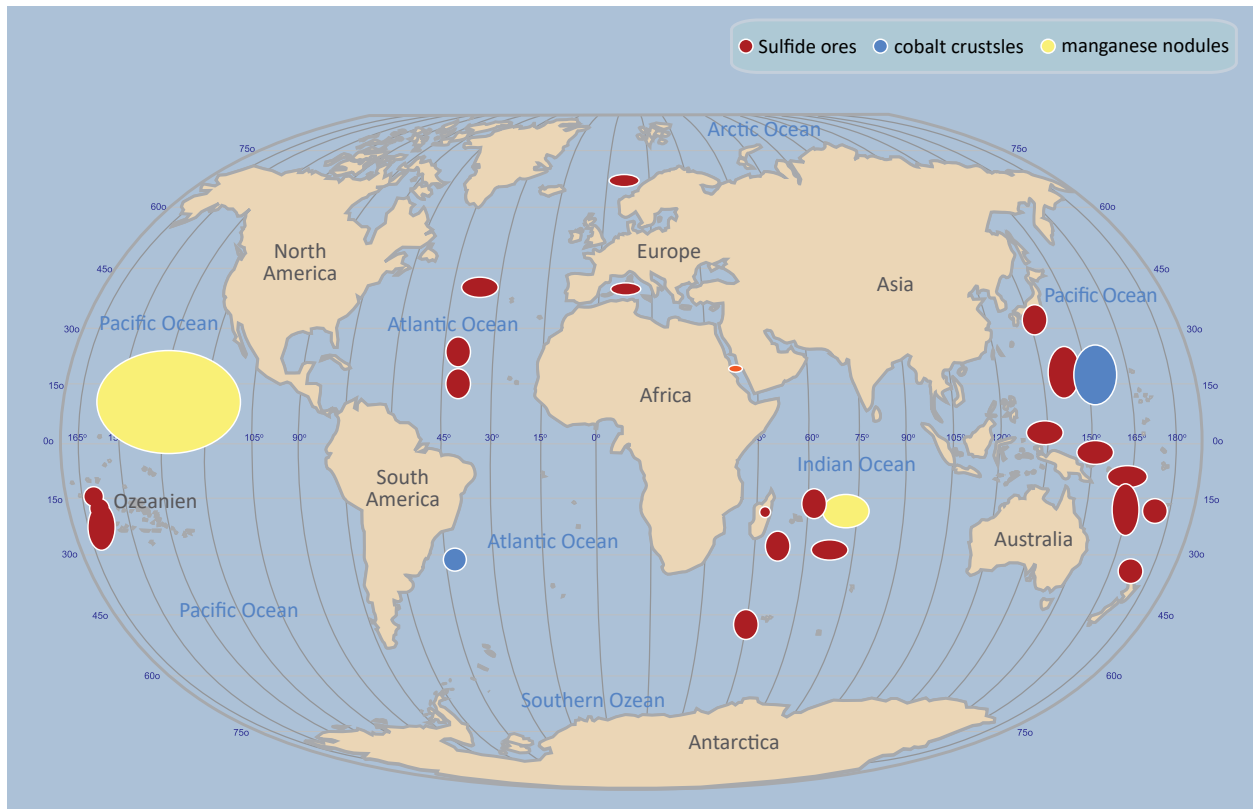 Sulfide ores
cobalt crustsles
manganese nodules
Arctic Ocean
75o
75o
60o
60o
North
America
Europe
Asia
45o
45o
Pacific Ocean
Atlantic Ocean
Pacific Ocean
30o
30o
15o
Africa
15o
0o
165º
105º
90º
45º
30º
15º
0º
60º
75º
90º
105º
120º
150º
165º
180º
0o
South
America
Indian Ocean
Ozeanien
15o
15o
Atlantic Ocean
Australia
30o
30o
Pacific Ocean
45o
45o
60o
60o
Southern Ozean
75o
75o
Antarctica